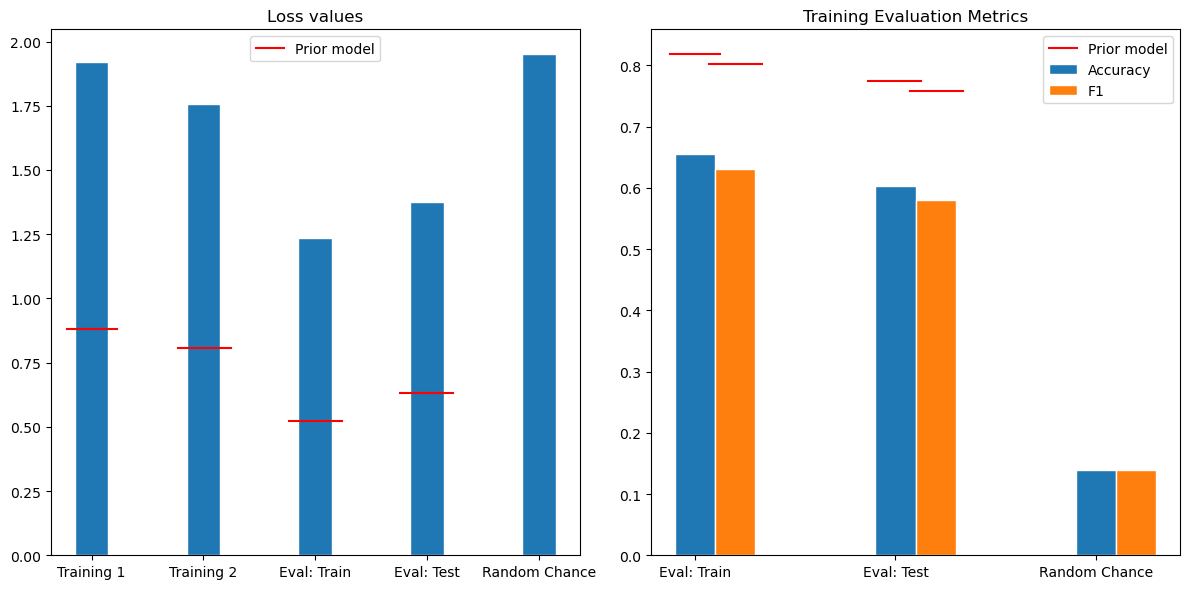 Loss values
Prior model
2.00
1.75
1.50
1.25
1.00
0.75
0.50
0.25
0.00
Training 1
Training 2
Eval: Train
Eval: Test
Random Chance
Training Evaluation Metrics
Prior model
Accuracy
F1
0.8
0.7
0.6
0.5
0.4
0.3
0.2
0.1
0.0
Eval: Train
Eval: Test
Random Chance